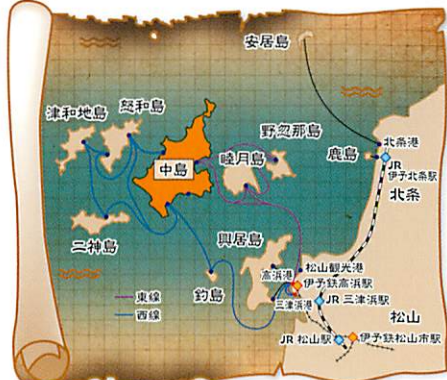 安居島
津和地島
怒和島
野忽那島
睦月島
中島
鹿島
北条港
JR
伊予北条駅
北条
二神島
興居島
釣島
高浜港
松山観光港
伊予鉄高浜駅
三津浜港
JR 三津浜駅
東線
西線
松山
JR 松山駅
伊予鉄松山市駅